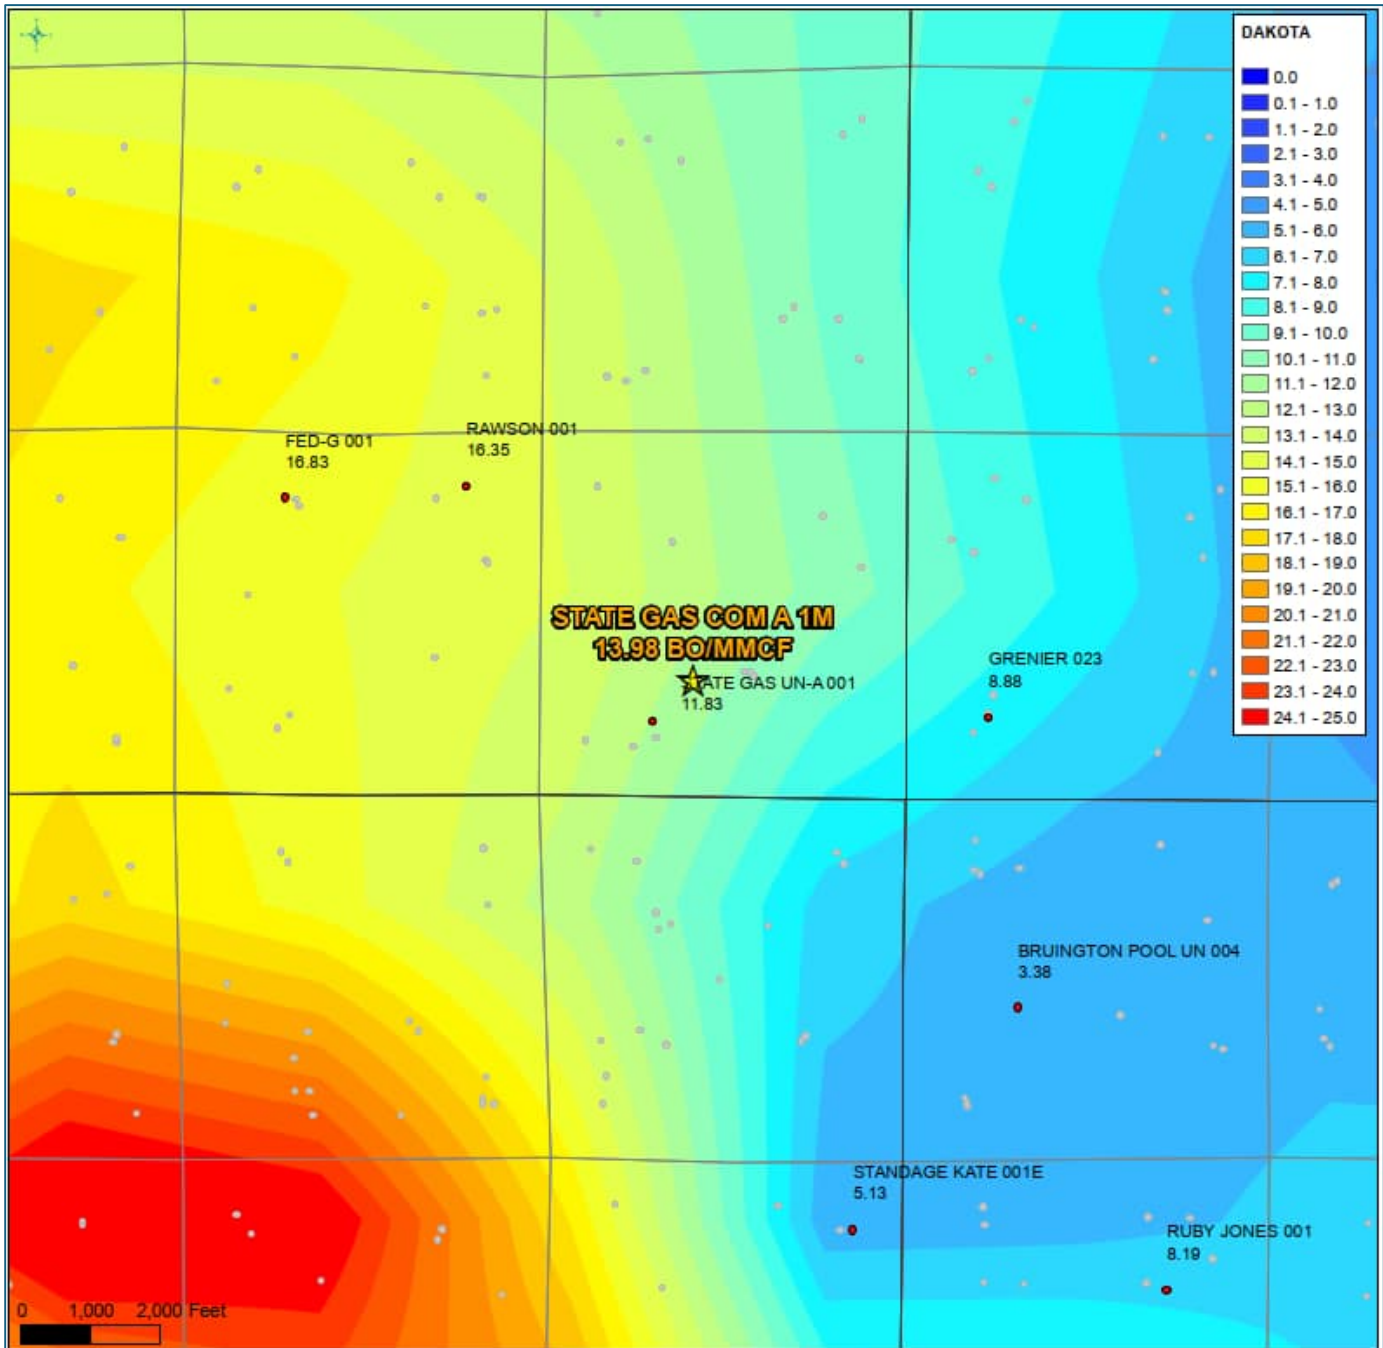 DAKOTA
0.0
0.1 - 1.0
1.1 - 2.0
2.1 - 3.0
3.1 - 4.0
4.1 - 5.0
5.1 - 6.0
6.1 - 7.0
7.1 - 8.0
8.1 - 9.0
9.1 - 10.0
10.1 - 11.0
11.1 - 12.0
12.1 - 13.0
13.1 - 14.0
14.1 - 15.0
15.1 - 16.0
16.1 - 17.0
17.1 - 18.0
18.1 - 19.0
19.1 - 20.0
20.1 - 21.0
21.1 - 22.0
22.1 - 23.0
23.1 - 24.0
24.1 - 25.0
FED-G 001
16.83
RAWSON 001
16.35
STATE GAS COM A 1M
13.98 BO/MMCF
STATE GAS UN-A 001
11.83
GRENIER 023
8.88
BRUINGTON POOL UN 004
3.38
STANDAGE KATE 001E
5.13
RUBY JONES 001
8.19
0 1,000 2,000 Feet